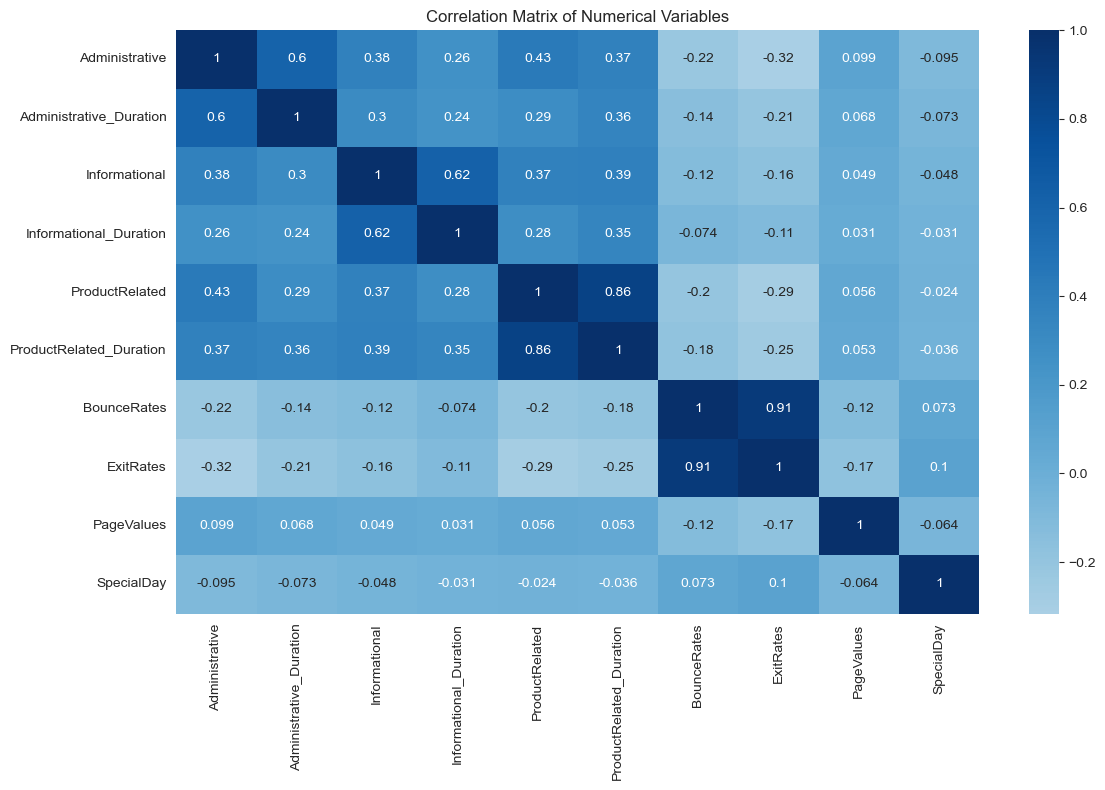 Correlation Matrix of Numerical Variables
Administrative 1 0.6 0.38 0.26 0.43 0.37 -0.22 -0.32 0.099 -0.095
Administrative_Duration 0.6 1 0.3 0.24 0.29 0.36 -0.14 -0.21 0.068 -0.073
Informational 0.38 0.3 1 0.62 0.37 0.39 -0.12 -0.16 0.049 -0.048
Informational_Duration 0.26 0.24 0.62 1 0.28 0.35 -0.074 -0.11 0.031 -0.031
ProductRelated 0.43 0.29 0.37 0.28 1 0.86 -0.2 -0.29 0.056 -0.024
ProductRelated_Duration 0.37 0.36 0.39 0.35 0.86 1 -0.18 -0.25 0.053 -0.036
BounceRates -0.22 -0.14 -0.12 -0.074 -0.2 -0.18 1 0.91 -0.12 0.073
ExitRates -0.32 -0.21 -0.16 -0.11 -0.29 -0.25 0.91 1 -0.17 0.1
PageValues 0.099 0.068 0.049 0.031 0.056 0.053 -0.12 -0.17 1 -0.064
SpecialDay -0.095 -0.073 -0.048 -0.031 -0.024 -0.036 0.073 0.1 -0.064 1
Administrative
Administrative_Duration
Informational
Informational_Duration
ProductRelated
ProductRelated_Duration
BounceRates
ExitRates
PageValues
SpecialDay
1.0
0.8
0.6
0.4
0.2
0.0
−0.2